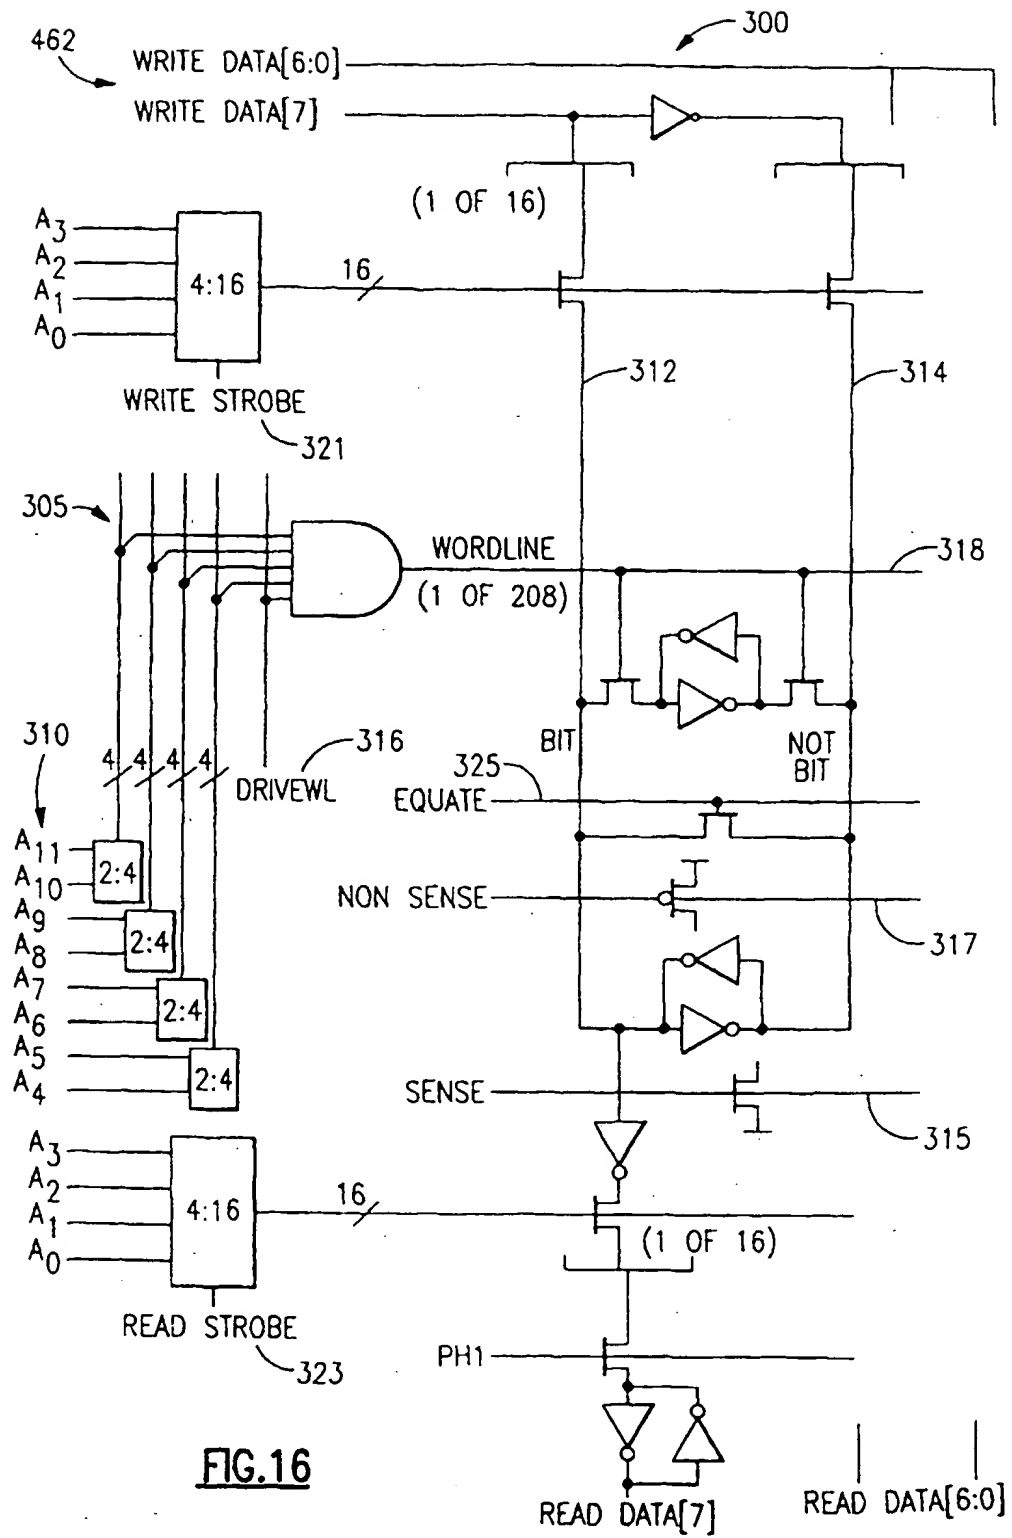 300
462
WRITE DATA[6:0]
WRITE DATA[7]
(1 OF 16)
A3
A2
A1
A0
4:16
16
312
314
WRITE STROBE
321
305
WORDLINE
(1 OF 208)
318
310
4 4 4 4
316
DRIVEWL
BIT
NOT
BIT
325
EQUATE
A11
A10
2:4
NON SENSE
317
A9
A8
2:4
A7
A6
2:4
A5
A4
2:4
SENSE
315
A3
A2
A1
A0
4:16
16
(1 OF 16)
READ STROBE
323
PH1
FIG.16
READ DATA[7]
READ DATA[6:0]